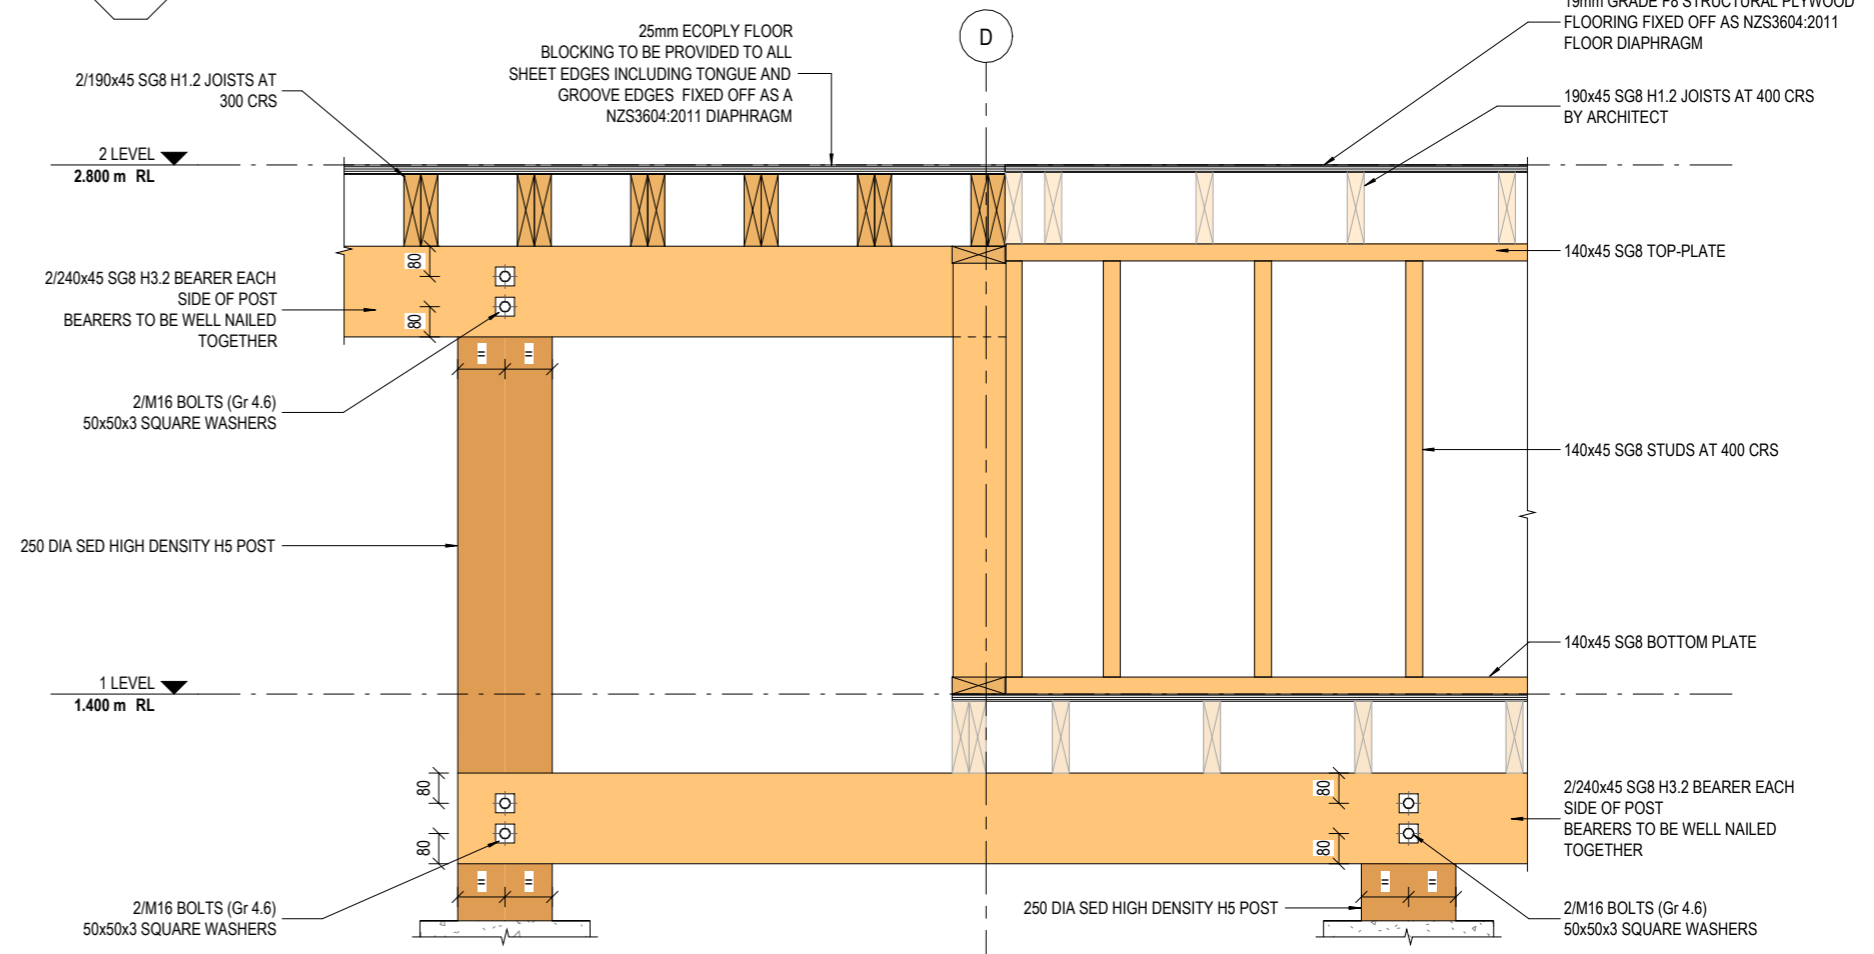 25mm ECOPLY FLOOR
BLOCKING TO BE PROVIDED TO ALL
SHEET EDGES INCLUDING TONGUE AND
GROOVE EDGES FIXED OFF AS A
NZS3604:2011 DIAPHRAGM
D
19mm GRADE F8 STRUCTURAL PLYWOOD
FLOORING FIXED OFF AS NZS3604:2011
FLOOR DIAPHRAGM
2/190x45 SG8 H1.2 JOISTS AT
300 CRS
190x45 SG8 H1.2 JOISTS AT 400 CRS
BY ARCHITECT
2 LEVEL
2.800 m RL
80
80
140x45 SG8 TOP-PLATE
2/240x45 SG8 H3.2 BEARER EACH
SIDE OF POST
BEARERS TO BE WELL NAILED
TOGETHER
= =
2/M16 BOLTS (Gr 4.6)
50x50x3 SQUARE WASHERS
140x45 SG8 STUDS AT 400 CRS
250 DIA SED HIGH DENSITY H5 POST
140x45 SG8 BOTTOM PLATE
1 LEVEL
1.400 m RL
80
80
80
80
2/240x45 SG8 H3.2 BEARER EACH
SIDE OF POST
BEARERS TO BE WELL NAILED
TOGETHER
= =
= =
2/M16 BOLTS (Gr 4.6)
50x50x3 SQUARE WASHERS
250 DIA SED HIGH DENSITY H5 POST
2/M16 BOLTS (Gr 4.6)
50x50x3 SQUARE WASHERS